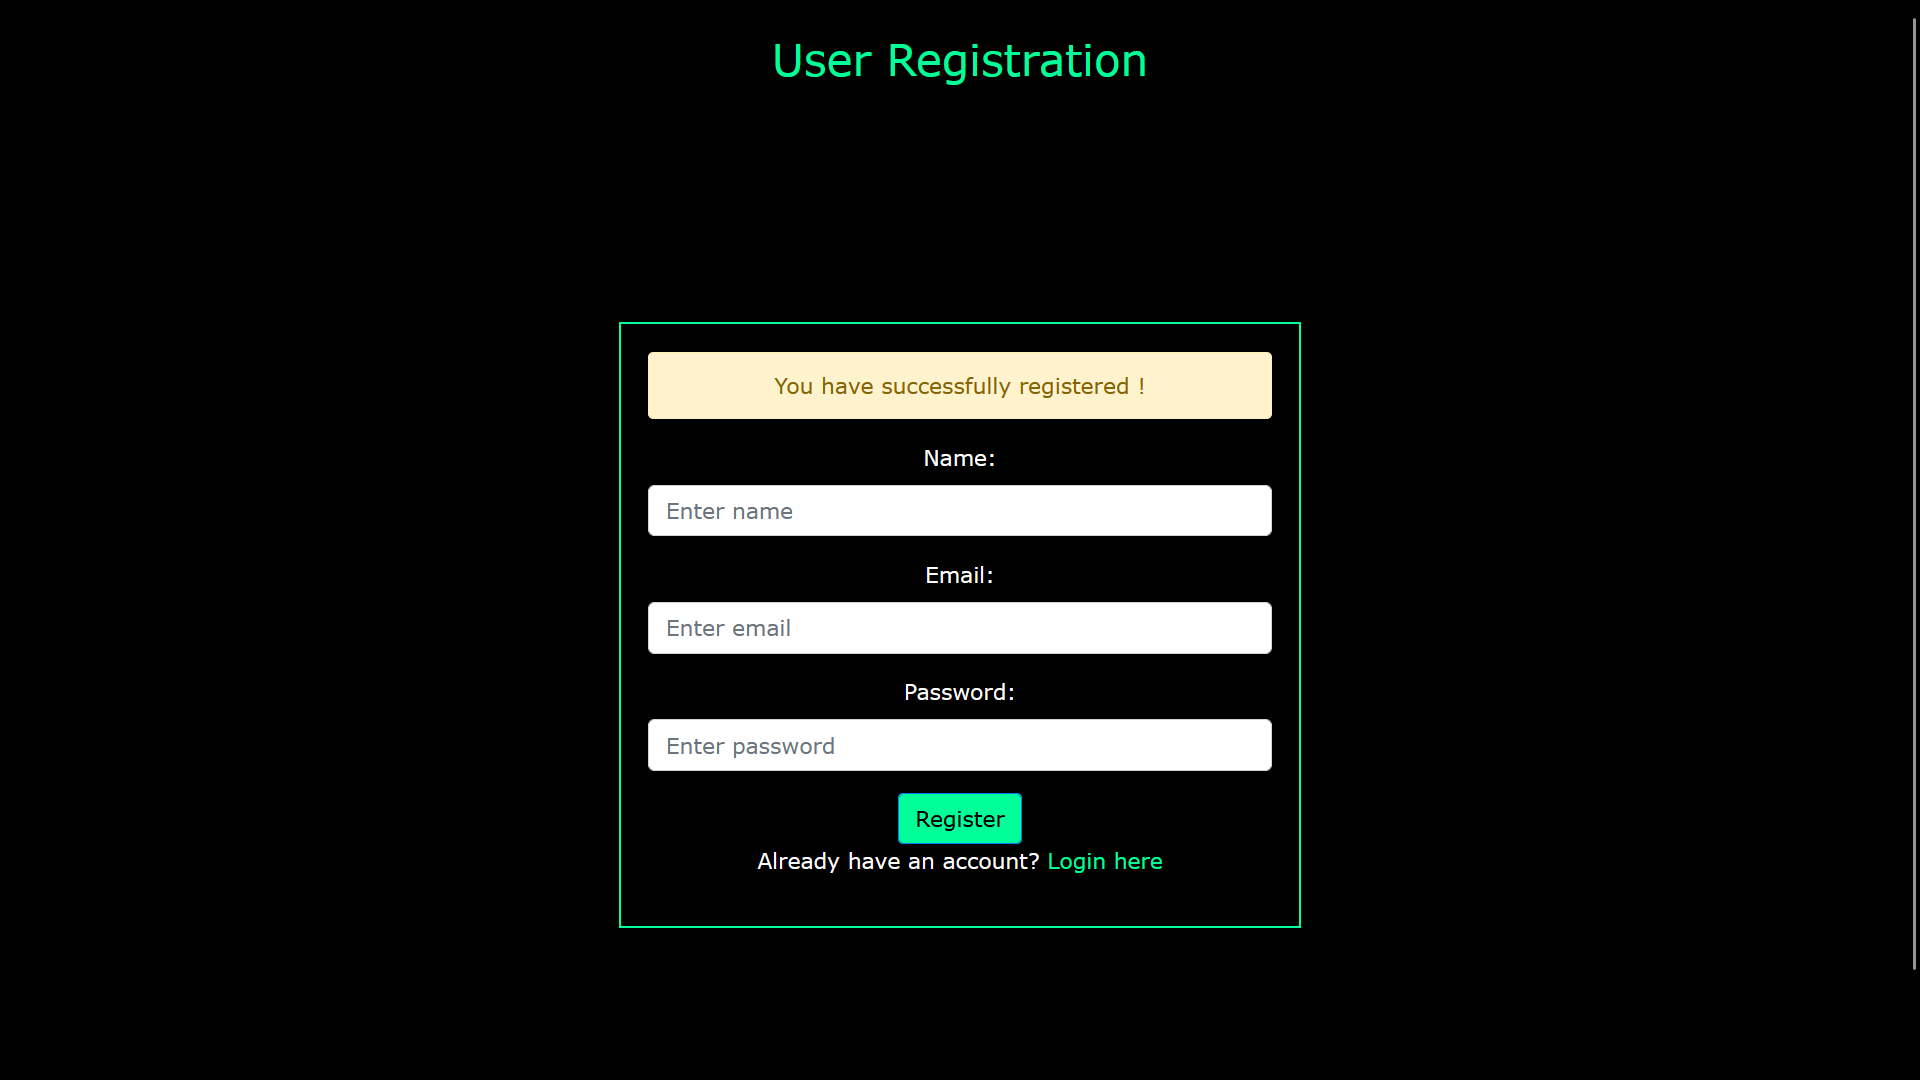 User Registration
You have successfully registered !
Name:
Enter name
Email:
Enter email
Password:
Enter password
Register
Already have an account? Login here